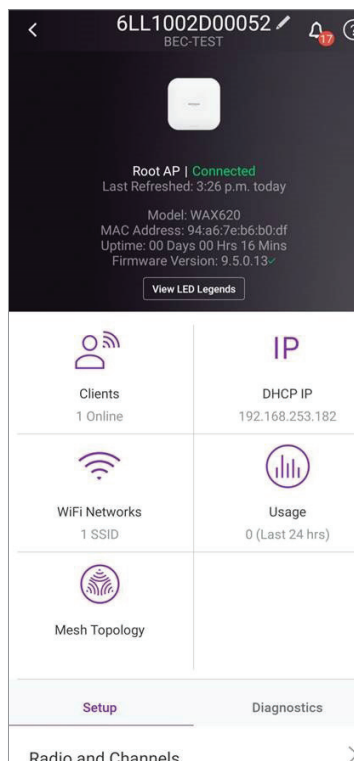 6LL1002D00052
17
BEC-TEST
Root AP | Connected
Last Refreshed: 3:26 p.m. today
Model: WAX620
MAC Address: 94:a6:7e:b6:b0:df
Uptime: 00 Days 00 Hrs 16 Mins
Firmware Version: 9.5.0.13
View LED Legends
Clients
1 Online
IP
DHCP IP
192.168.253.182
WiFi Networks
1 SSID
Usage
0 (Last 24 hrs)
Mesh Topology
Setup
Diagnostics
Radio and Channels